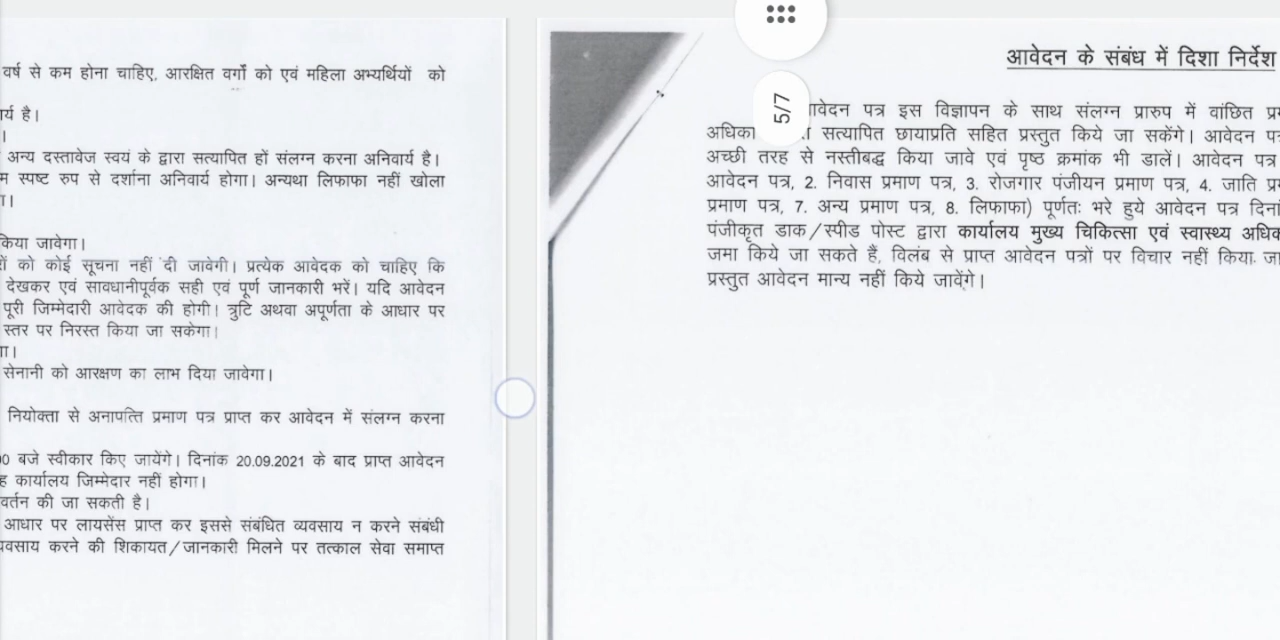 वर्ष से कम होना चाहिए, आरक्षित वर्गों को एवं महिला अभ्यर्थियों को
है।
अन्य दस्तावेज स्वयं के द्वारा सत्यापित हों संलग्न करना अनिवार्य है।
स्पष्ट रुप से दर्शाना अनिवार्य होगा। अन्यथा लिफाफा नहीं खोला
किया जावेगा।
को कोई सूचना नहीं दी जावेगी। प्रत्येक आवेदक को चाहिए कि
देखकर एवं सावधानीपूर्वक सही एवं पूर्ण जानकारी भरें। यदि आवेदन
पूरी जिम्मेदारी आवेदक की होगी। त्रुटि अथवा अपूर्णता के आधार पर
स्तर पर निरस्त किया जा सकेगा।
सेनानी को आरक्षण का लाभ दिया जावेगा।
नियोक्ता से अनापत्ति प्रमाण पत्र प्राप्त कर आवेदन में संलग्न करना
बजे स्वीकार किए जायेंगे। दिनांक 20.09.2021 के बाद प्राप्त आवेदन
कार्यालय जिम्मेदार नहीं होगा।
की जा सकती है।
आधार पर लायसेंस प्राप्त कर इससे संबंधित व्यवसाय न करने संबंधी
करने की शिकायत/जानकारी मिलने पर तत्काल सेवा समाप्त
5/7
आवेदन के संबंध में दिशा निर्देश
पत्र इस विज्ञापन के साथ संलग्न प्रारुप में वांछित
सत्यापित छायाप्रति सहित प्रस्तुत किये जा सकेंगे। आवेदन
अच्छी तरह से नस्तीबद्ध किया जावे एवं पृष्ठ क्रमांक भी डालें। आवेदन पत्र
आवेदन पत्र, 2. निवास प्रमाण पत्र, 3. रोजगार पंजीयन प्रमाण पत्र, 4. जाति
प्रमाण पत्र, 7. अन्य प्रमाण पत्र, 8. लिफाफा) पूर्णतः भरे हुये आवेदन पत्र
पंजीकृत डाक/स्पीड पोस्ट द्वारा कार्यालय मुख्य चिकित्सा एवं स्वास्थ्य
जमा किये जा सकते हैं, विलंब से प्राप्त आवेदन पत्रों पर विचार नहीं किया
प्रस्तुत आवेदन मान्य नहीं किये जावेंगे।